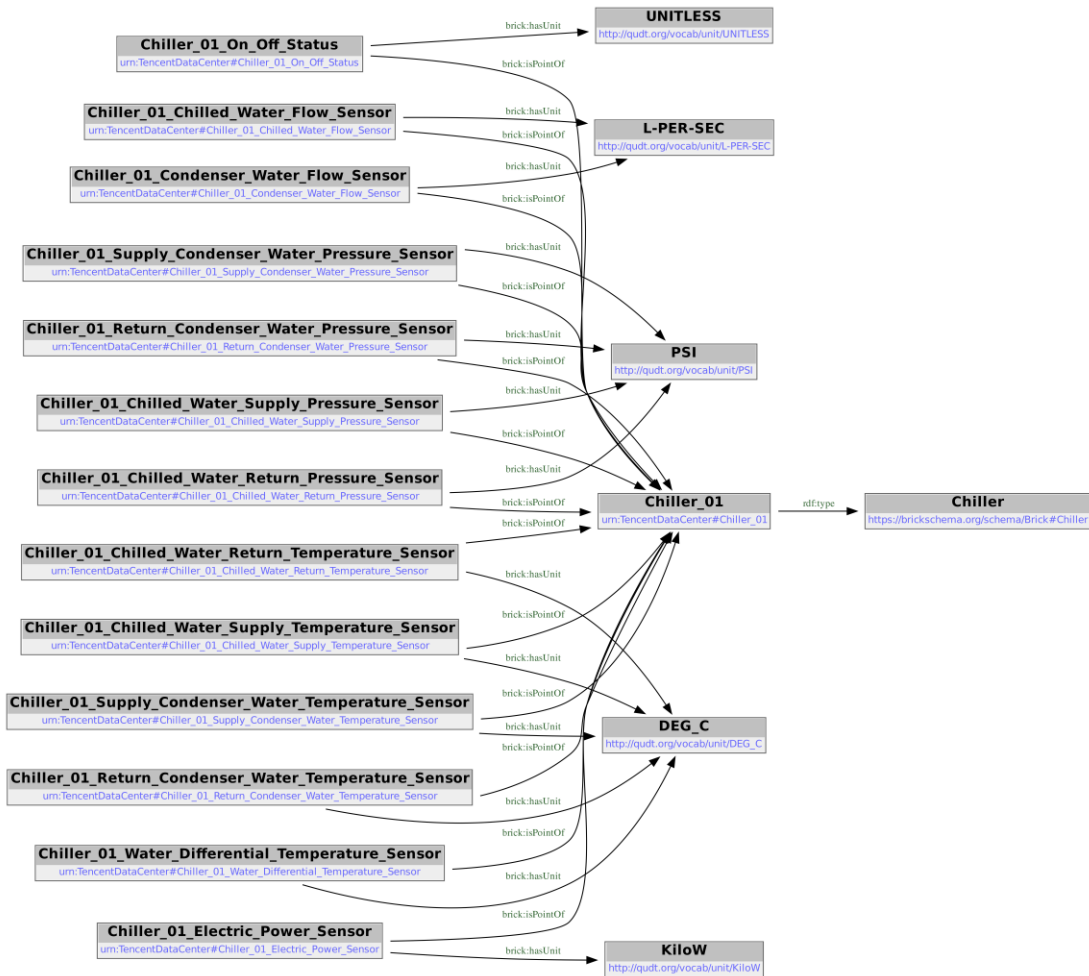 UNITLESS
http://qudt.org/vocab/unit/UNITLESS
brick:hasUnit
Chiller_01_On_Off_Status
urn:TencentDataCenter#Chiller_01_On_Off_Status
brick:isPointOf
Chiller_01_Chilled_Water_Flow_Sensor
urn:TencentDataCenter#Chiller_01_Chilled_Water_Flow_Sensor
brick:hasUnit
brick:isPointOf
L-PER-SEC
http://qudt.org/vocab/unit/L-PER-SEC
Chiller_01_Condenser_Water_Flow_Sensor
urn:TencentDataCenter#Chiller_01_Condenser_Water_Flow_Sensor
brick:hasUnit
brick:isPointOf
Chiller_01_Supply_Condenser_Water_Pressure_Sensor
urn:TencentDataCenter#Chiller_01_Supply_Condenser_Water_Pressure_Sensor
brick:hasUnit
brick:isPointOf
Chiller_01_Return_Condenser_Water_Pressure_Sensor
urn:TencentDataCenter#Chiller_01_Return_Condenser_Water_Pressure_Sensor
brick:hasUnit
brick:isPointOf
PSI
http://qudt.org/vocab/unit/PSI
Chiller_01_Chilled_Water_Supply_Pressure_Sensor
urn:TencentDataCenter#Chiller_01_Chilled_Water_Supply_Pressure_Sensor
brick:hasUnit
brick:isPointOf
Chiller_01_Chilled_Water_Return_Pressure_Sensor
urn:TencentDataCenter#Chiller_01_Chilled_Water_Return_Pressure_Sensor
brick:hasUnit
brick:isPointOf
Chiller_01
urn:TencentDataCenter#Chiller_01
rdf:type
Chiller
https://brickschema.org/schema/Brick#Chiller
brick:isPointOf
Chiller_01_Chilled_Water_Return_Temperature_Sensor
urn:TencentDataCenter#Chiller_01_Chilled_Water_Return_Temperature_Sensor
brick:hasUnit
Chiller_01_Chilled_Water_Supply_Temperature_Sensor
urn:TencentDataCenter#Chiller_01_Chilled_Water_Supply_Temperature_Sensor
brick:isPointOf
brick:hasUnit
Chiller_01_Supply_Condenser_Water_Temperature_Sensor
urn:TencentDataCenter#Chiller_01_Supply_Condenser_Water_Temperature_Sensor
brick:isPointOf
brick:hasUnit
DEG_C
http://qudt.org/vocab/unit/DEG_C
Chiller_01_Return_Condenser_Water_Temperature_Sensor
urn:TencentDataCenter#Chiller_01_Return_Condenser_Water_Temperature_Sensor
brick:isPointOf
brick:hasUnit
Chiller_01_Water_Differential_Temperature_Sensor
urn:TencentDataCenter#Chiller_01_Water_Differential_Temperature_Sensor
brick:isPointOf
brick:hasUnit
Chiller_01_Electric_Power_Sensor
urn:TencentDataCenter#Chiller_01_Electric_Power_Sensor
brick:isPointOf
brick:hasUnit
KiloW
http://qudt.org/vocab/unit/KiloW